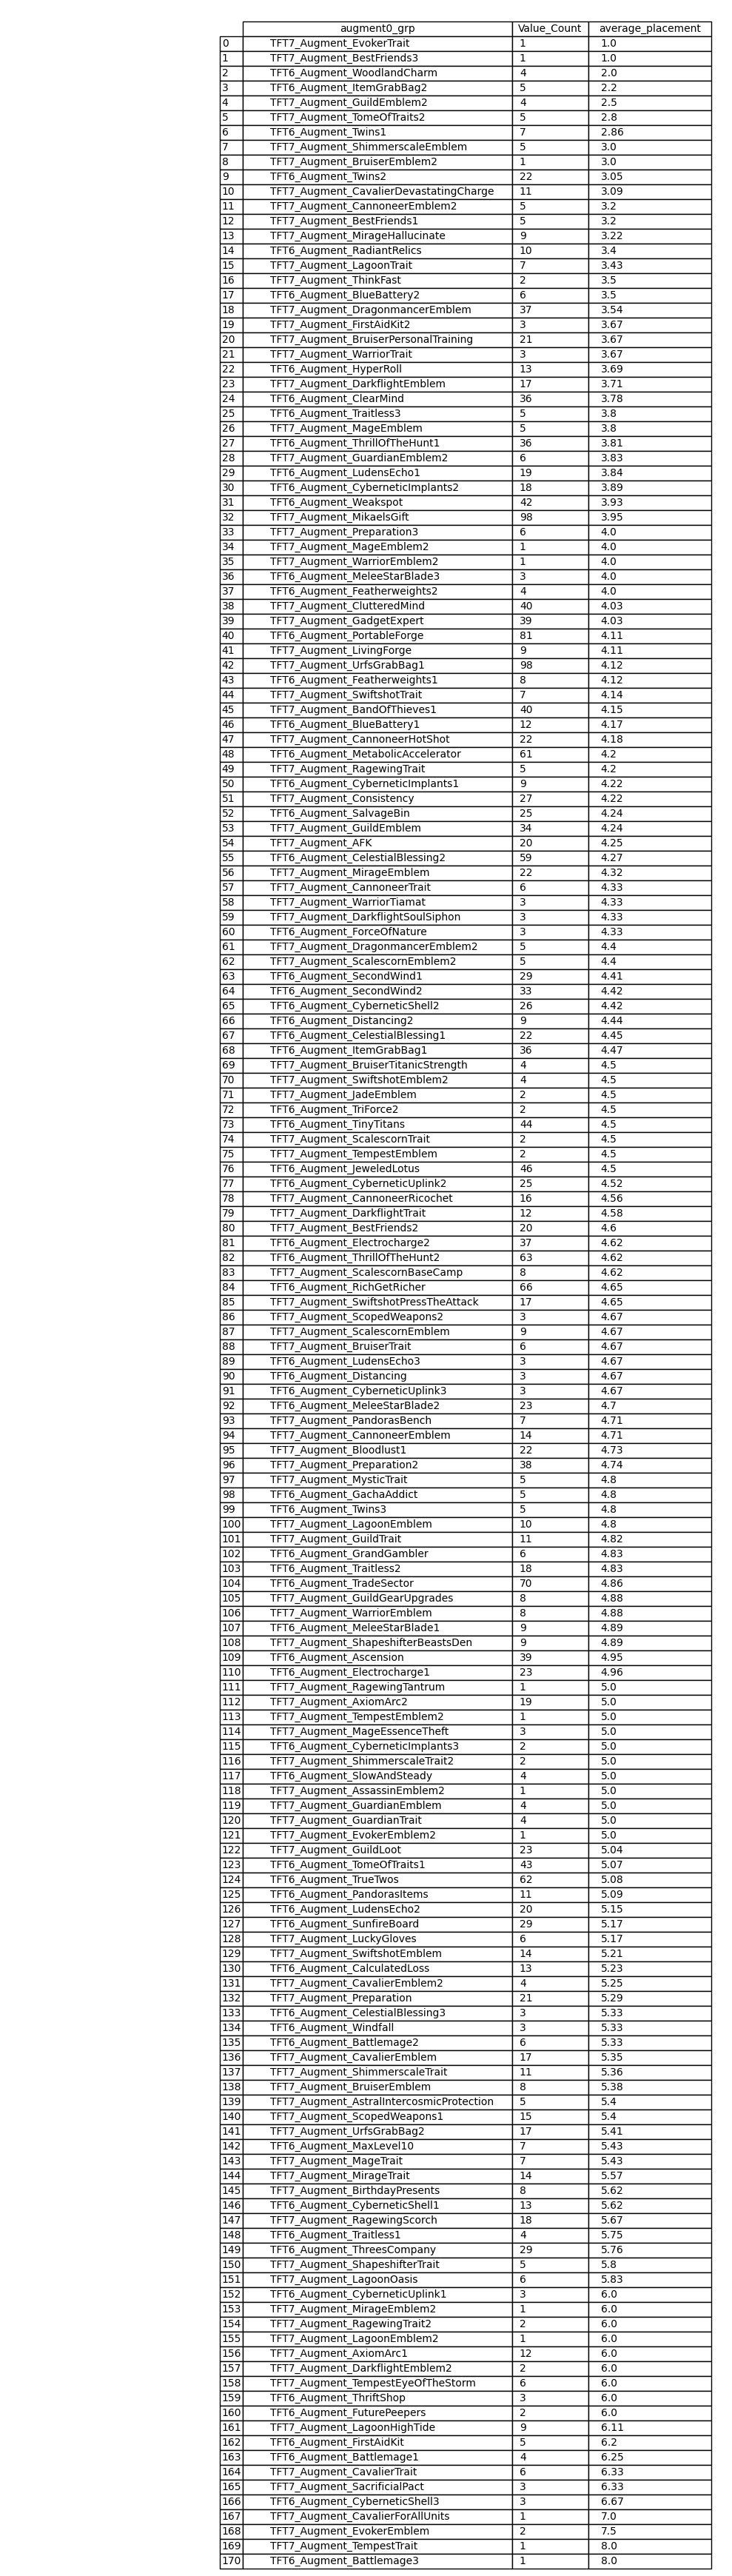 augment0_grp Value_Count average_placement
0 TFT7_Augment_EvokerTrait 1 1.0
1 TFT7_Augment_BestFriends3 1 1.0
2 TFT6_Augment_WoodlandCharm 4 2.0
3 TFT6_Augment_ItemGrabBag2 5 2.2
4 TFT7_Augment_GuildEmblem2 4 2.5
5 TFT7_Augment_TomeOfTraits2 5 2.8
6 TFT6_Augment_Twins1 7 2.86
7 TFT7_Augment_ShimmerscaleEmblem 5 3.0
8 TFT7_Augment_BruiserEmblem2 1 3.0
9 TFT6_Augment_Twins2 22 3.05
10 TFT7_Augment_CavalierDevastatingCharge 11 3.09
11 TFT7_Augment_CannoneerEmblem2 5 3.2
12 TFT7_Augment_BestFriends1 5 3.2
13 TFT7_Augment_MirageHallucinate 9 3.22
14 TFT6_Augment_RadiantRelics 10 3.4
15 TFT7_Augment_LagoonTrait 7 3.43
16 TFT7_Augment_ThinkFast 2 3.5
17 TFT6_Augment_BlueBattery2 6 3.5
18 TFT7_Augment_DragonmancerEmblem 37 3.54
19 TFT7_Augment_FirstAidKit2 3 3.67
20 TFT7_Augment_BruiserPersonalTraining 21 3.67
21 TFT7_Augment_WarriorTrait 3 3.67
22 TFT6_Augment_HyperRoll 13 3.69
23 TFT7_Augment_DarkflightEmblem 17 3.71
24 TFT6_Augment_ClearMind 36 3.78
25 TFT6_Augment_Traitless3 5 3.8
26 TFT7_Augment_MageEmblem 5 3.8
27 TFT6_Augment_ThrillOfTheHunt1 36 3.81
28 TFT7_Augment_GuardianEmblem2 6 3.83
29 TFT6_Augment_LudensEcho1 19 3.84
30 TFT6_Augment_CyberneticImplants2 18 3.89
31 TFT6_Augment_Weakspot 42 3.93
32 TFT7_Augment_MikaelsGift 98 3.95
33 TFT7_Augment_Preparation3 6 4.0
34 TFT7_Augment_MageEmblem2 1 4.0
35 TFT7_Augment_WarriorEmblem2 1 4.0
36 TFT6_Augment_MeleeStarBlade3 3 4.0
37 TFT6_Augment_Featherweights2 4 4.0
38 TFT7_Augment_ClutteredMind 40 4.03
39 TFT7_Augment_GadgetExpert 39 4.03
40 TFT6_Augment_PortableForge 81 4.11
41 TFT7_Augment_LivingForge 9 4.11
42 TFT7_Augment_UrfsGrabBag1 98 4.12
43 TFT6_Augment_Featherweights1 8 4.12
44 TFT7_Augment_SwiftshotTrait 7 4.14
45 TFT7_Augment_BandOfThieves1 40 4.15
46 TFT6_Augment_BlueBattery1 12 4.17
47 TFT7_Augment_CannoneerHotShot 22 4.18
48 TFT6_Augment_MetabolicAccelerator 61 4.2
49 TFT7_Augment_RagewingTrait 5 4.2
50 TFT6_Augment_CyberneticImplants1 9 4.22
51 TFT7_Augment_Consistency 27 4.22
52 TFT6_Augment_SalvageBin 25 4.24
53 TFT7_Augment_GuildEmblem 34 4.24
54 TFT7_Augment_AFK 20 4.25
55 TFT6_Augment_CelestialBlessing2 59 4.27
56 TFT7_Augment_MirageEmblem 22 4.32
57 TFT7_Augment_CannoneerTrait 6 4.33
58 TFT7_Augment_WarriorTiamat 3 4.33
59 TFT7_Augment_DarkflightSoulSiphon 3 4.33
60 TFT6_Augment_ForceOfNature 3 4.33
61 TFT7_Augment_DragonmancerEmblem2 5 4.4
62 TFT7_Augment_ScalescornEmblem2 5 4.4
63 TFT6_Augment_SecondWind1 29 4.41
64 TFT6_Augment_SecondWind2 33 4.42
65 TFT6_Augment_CyberneticShell2 26 4.42
66 TFT6_Augment_Distancing2 9 4.44
67 TFT6_Augment_CelestialBlessing1 22 4.45
68 TFT6_Augment_ItemGrabBag1 36 4.47
69 TFT7_Augment_BruiserTitanicStrength 4 4.5
70 TFT7_Augment_SwiftshotEmblem2 4 4.5
71 TFT7_Augment_JadeEmblem 2 4.5
72 TFT6_Augment_TriForce2 2 4.5
73 TFT6_Augment_TinyTitans 44 4.5
74 TFT7_Augment_ScalescornTrait 2 4.5
75 TFT7_Augment_TempestEmblem 2 4.5
76 TFT6_Augment_JeweledLotus 46 4.5
77 TFT6_Augment_CyberneticUplink2 25 4.52
78 TFT7_Augment_CannoneerRicochet 16 4.56
79 TFT7_Augment_DarkflightTrait 12 4.58
80 TFT7_Augment_BestFriends2 20 4.6
81 TFT6_Augment_Electrocharge2 37 4.62
82 TFT6_Augment_ThrillOfTheHunt2 63 4.62
83 TFT7_Augment_ScalescornBaseCamp 8 4.62
84 TFT6_Augment_RichGetRicher 66 4.65
85 TFT7_Augment_SwiftshotPressTheAttack 17 4.65
86 TFT7_Augment_ScopedWeapons2 3 4.67
87 TFT7_Augment_ScalescornEmblem 9 4.67
88 TFT7_Augment_BruiserTrait 6 4.67
89 TFT6_Augment_LudensEcho3 3 4.67
90 TFT6_Augment_Distancing 3 4.67
91 TFT6_Augment_CyberneticUplink3 3 4.67
92 TFT6_Augment_MeleeStarBlade2 23 4.7
93 TFT7_Augment_PandorasBench 7 4.71
94 TFT7_Augment_CannoneerEmblem 14 4.71
95 TFT7_Augment_Bloodlust1 22 4.73
96 TFT7_Augment_Preparation2 38 4.74
97 TFT7_Augment_MysticTrait 5 4.8
98 TFT6_Augment_GachaAddict 5 4.8
99 TFT6_Augment_Twins3 5 4.8
100 TFT7_Augment_LagoonEmblem 10 4.8
101 TFT7_Augment_GuildTrait 11 4.82
102 TFT6_Augment_GrandGambler 6 4.83
103 TFT6_Augment_Traitless2 18 4.83
104 TFT6_Augment_TradeSector 70 4.86
105 TFT7_Augment_GuildGearUpgrades 8 4.88
106 TFT7_Augment_WarriorEmblem 8 4.88
107 TFT6_Augment_MeleeStarBlade1 9 4.89
108 TFT7_Augment_ShapeshifterBeastsDen 9 4.89
109 TFT6_Augment_Ascension 39 4.95
110 TFT6_Augment_Electrocharge1 23 4.96
111 TFT7_Augment_RagewingTantrum 1 5.0
112 TFT7_Augment_AxiomArc2 19 5.0
113 TFT7_Augment_TempestEmblem2 1 5.0
114 TFT7_Augment_MageEssenceTheft 3 5.0
115 TFT6_Augment_CyberneticImplants3 2 5.0
116 TFT7_Augment_ShimmerscaleTrait2 2 5.0
117 TFT6_Augment_SlowAndSteady 4 5.0
118 TFT7_Augment_AssassinEmblem2 1 5.0
119 TFT7_Augment_GuardianEmblem 4 5.0
120 TFT7_Augment_GuardianTrait 4 5.0
121 TFT7_Augment_EvokerEmblem2 1 5.0
122 TFT7_Augment_GuildLoot 23 5.04
123 TFT6_Augment_TomeOfTraits1 43 5.07
124 TFT6_Augment_TrueTwos 62 5.08
125 TFT6_Augment_PandorasItems 11 5.09
126 TFT6_Augment_LudensEcho2 20 5.15
127 TFT6_Augment_SunfireBoard 29 5.17
128 TFT7_Augment_LuckyGloves 6 5.17
129 TFT7_Augment_SwiftshotEmblem 14 5.21
130 TFT6_Augment_CalculatedLoss 13 5.23
131 TFT7_Augment_CavalierEmblem2 4 5.25
132 TFT7_Augment_Preparation 21 5.29
133 TFT6_Augment_CelestialBlessing3 3 5.33
134 TFT6_Augment_Windfall 3 5.33
135 TFT6_Augment_Battlemage2 6 5.33
136 TFT7_Augment_CavalierEmblem 17 5.35
137 TFT7_Augment_ShimmerscaleTrait 11 5.36
138 TFT7_Augment_BruiserEmblem 8 5.38
139 TFT7_Augment_AstralIntercosmicProtection 5 5.4
140 TFT7_Augment_ScopedWeapons1 15 5.4
141 TFT7_Augment_UrfsGrabBag2 17 5.41
142 TFT6_Augment_MaxLevel10 7 5.43
143 TFT7_Augment_MageTrait 7 5.43
144 TFT7_Augment_MirageTrait 14 5.57
145 TFT7_Augment_BirthdayPresents 8 5.62
146 TFT6_Augment_CyberneticShell1 13 5.62
147 TFT7_Augment_RagewingScorch 18 5.67
148 TFT6_Augment_Traitless1 4 5.75
149 TFT6_Augment_ThreesCompany 29 5.76
150 TFT7_Augment_ShapeshifterTrait 5 5.8
151 TFT7_Augment_LagoonOasis 6 5.83
152 TFT6_Augment_CyberneticUplink1 3 6.0
153 TFT7_Augment_MirageEmblem2 1 6.0
154 TFT7_Augment_RagewingTrait2 2 6.0
155 TFT7_Augment_LagoonEmblem2 1 6.0
156 TFT7_Augment_AxiomArc1 12 6.0
157 TFT7_Augment_DarkflightEmblem2 2 6.0
158 TFT7_Augment_TempestEyeOfTheStorm 6 6.0
159 TFT6_Augment_ThriftShop 3 6.0
160 TFT6_Augment_FuturePeepers 2 6.0
161 TFT7_Augment_LagoonHighTide 9 6.11
162 TFT6_Augment_FirstAidKit 5 6.2
163 TFT6_Augment_Battlemage1 4 6.25
164 TFT7_Augment_CavalierTrait 6 6.33
165 TFT7_Augment_SacrificialPact 3 6.33
166 TFT6_Augment_CyberneticShell3 3 6.67
167 TFT7_Augment_CavalierForAllUnits 1 7.0
168 TFT7_Augment_EvokerEmblem 2 7.5
169 TFT7_Augment_TempestTrait 1 8.0
170 TFT6_Augment_Battlemage3 1 8.0